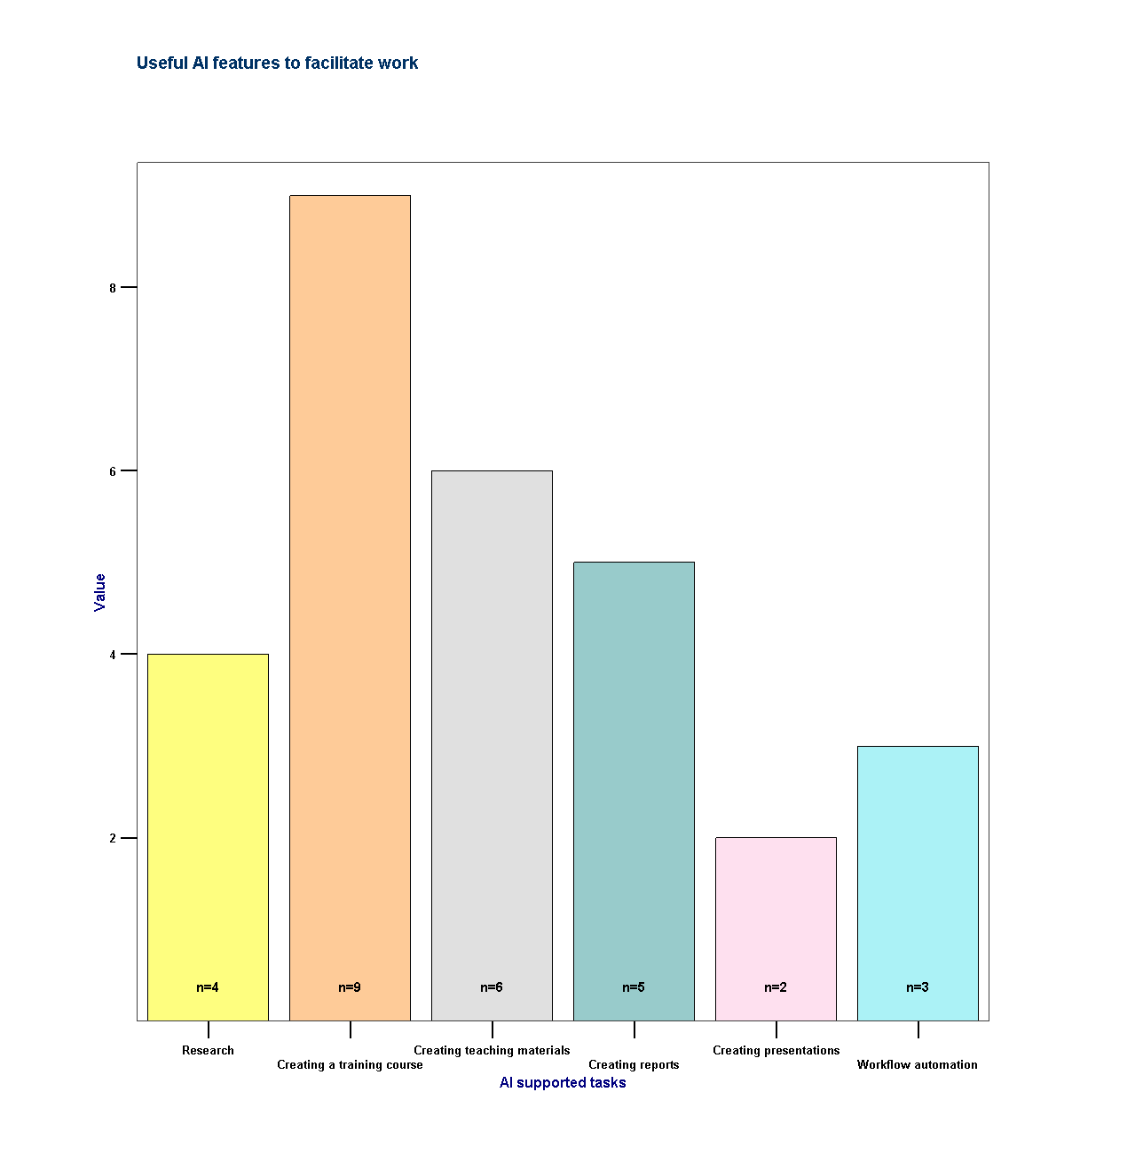 Useful AI features to facilitate work
8
6
4
2
Value
n=4
n=9
n=6
n=5
n=2
n=3
Research
Creating a training course
Creating teaching materials
Creating reports
Creating presentations
Workflow automation
AI supported tasks